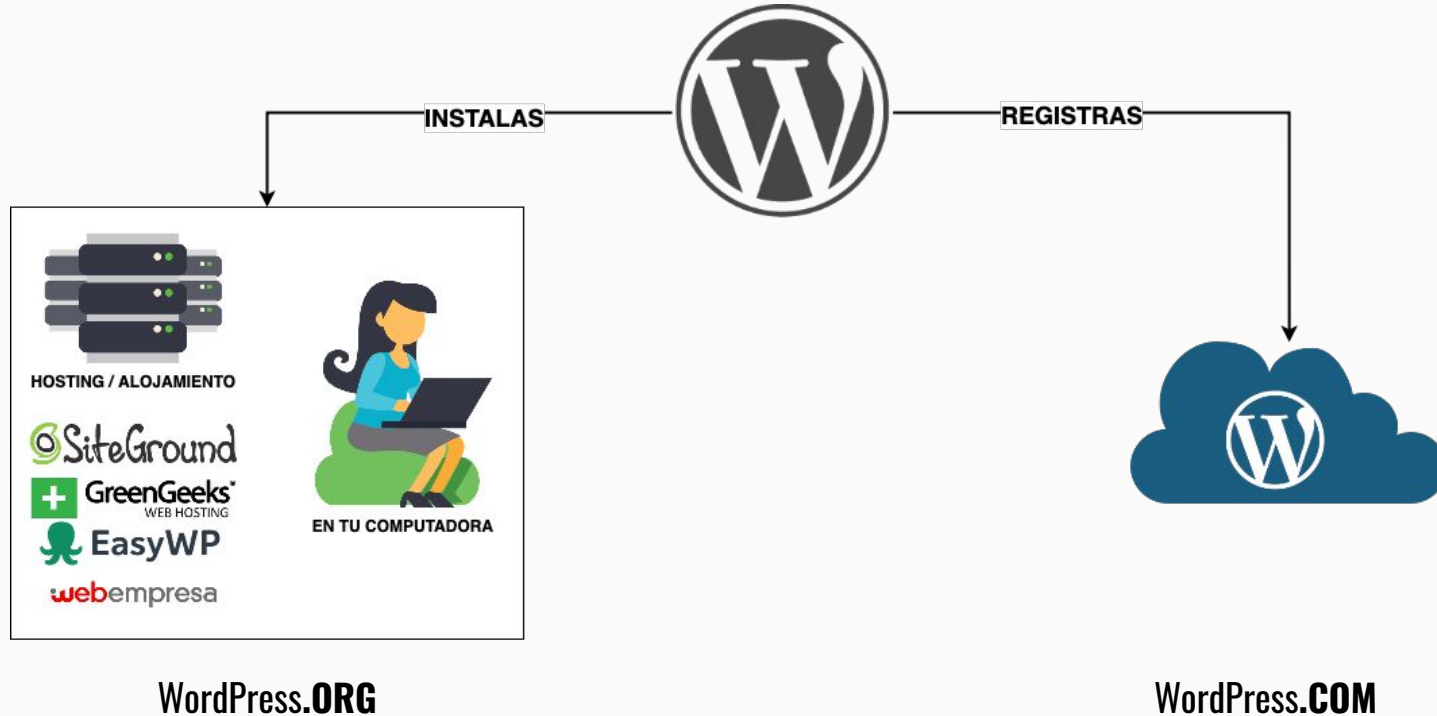 INSTALAS
REGISTRAS
HOSTING / ALOJAMIENTO
SiteGround
GreenGeeks
WEB HOSTING
EasyWP
webempresa
EN TU COMPUTADORA
WordPress.ORG
WordPress.COM